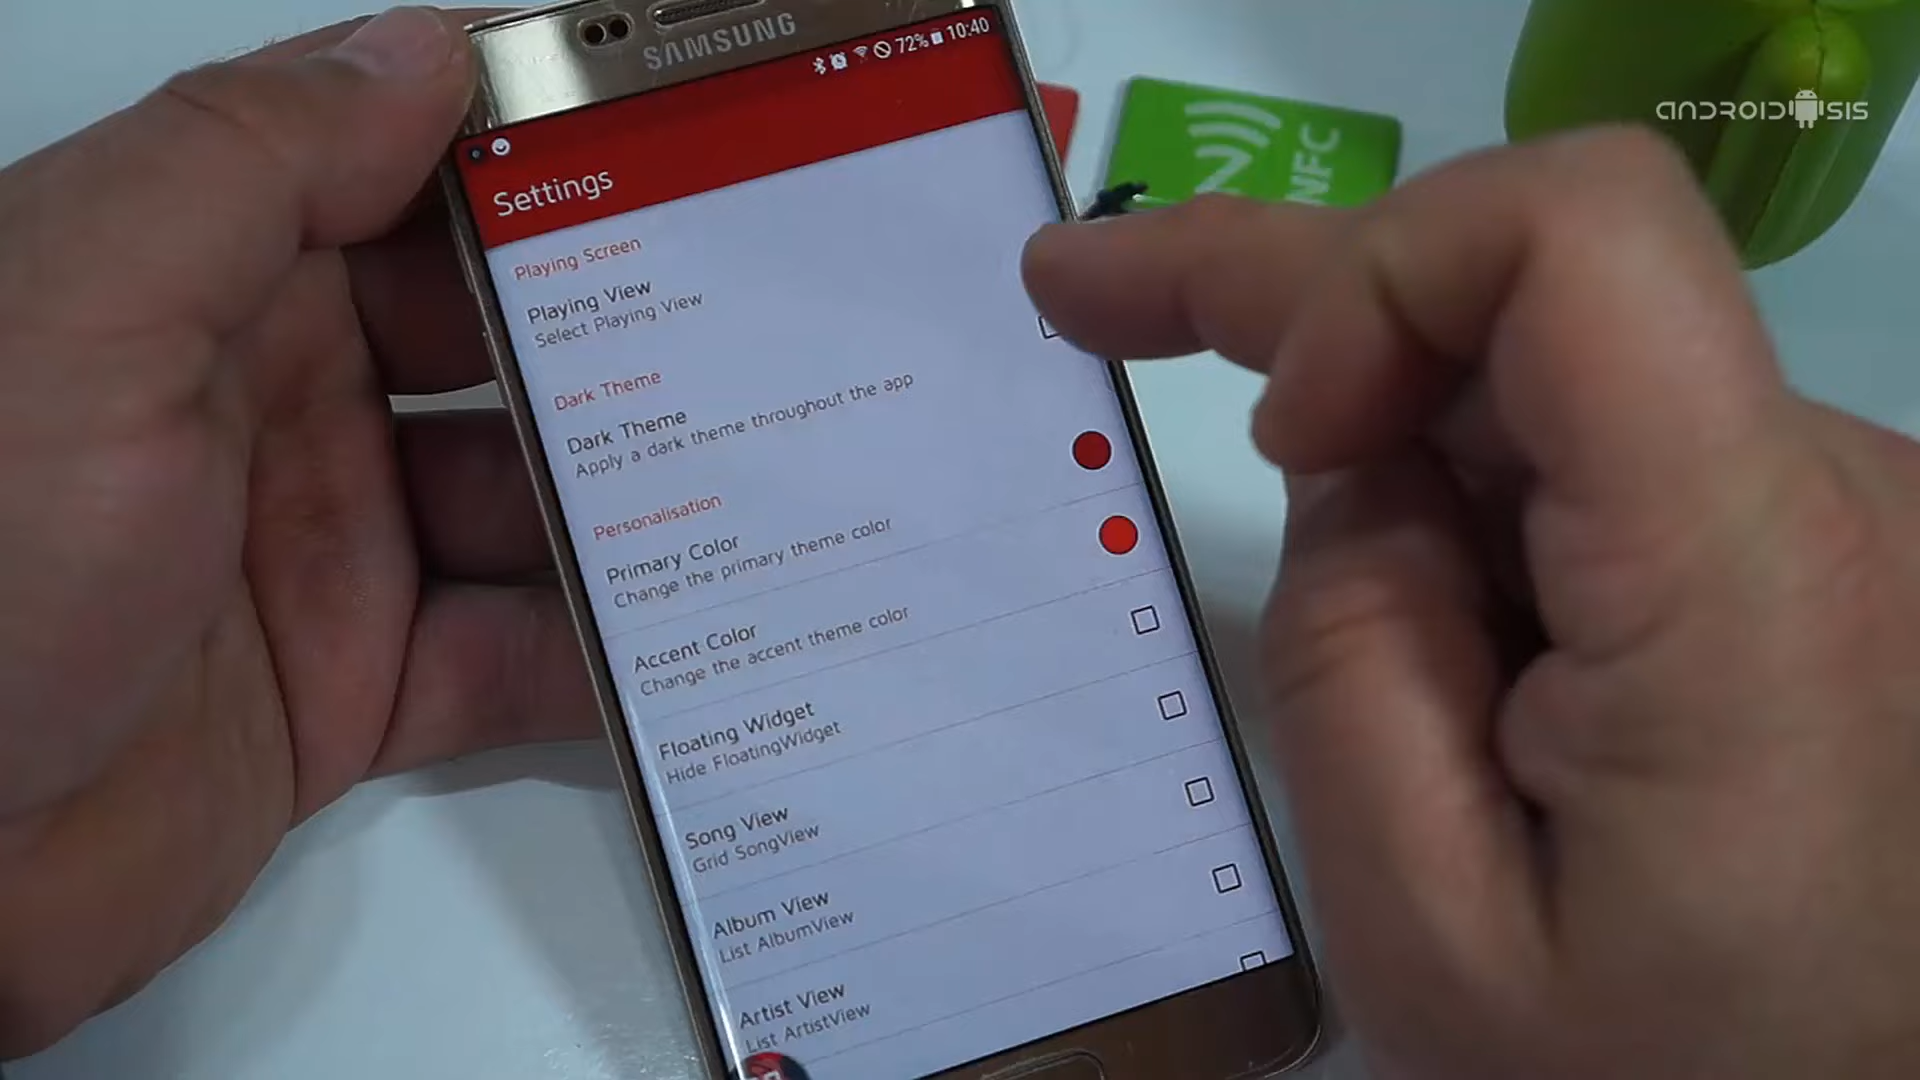 SAMSUNG
72% 10:40
ANDROIDSIS
NFC
N
Settings
Playing Screen
Playing View
Select Playing View
Dark Theme
Dark Theme
Apply a dark theme throughout the app
Personalisation
Primary Color
Change the primary theme color
Accent Color
Change the accent theme color
Floating Widget
Hide FloatingWidget
Song View
Grid SongView
Album View
List AlbumView
Artist View
List ArtistView